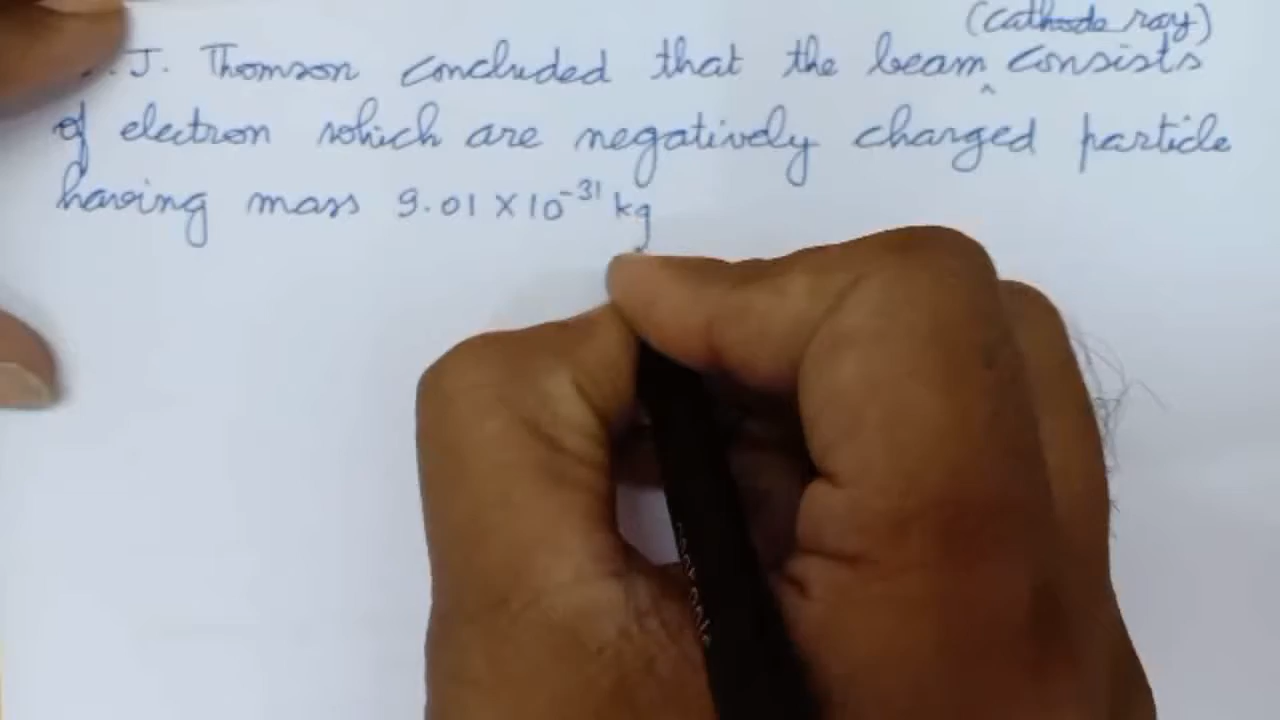 (cathode ray)
.J. Thomson concluded that the beam ^ consists
of electron which are negatively charged particle
having mass 9.01 X 10⁻³¹ kg